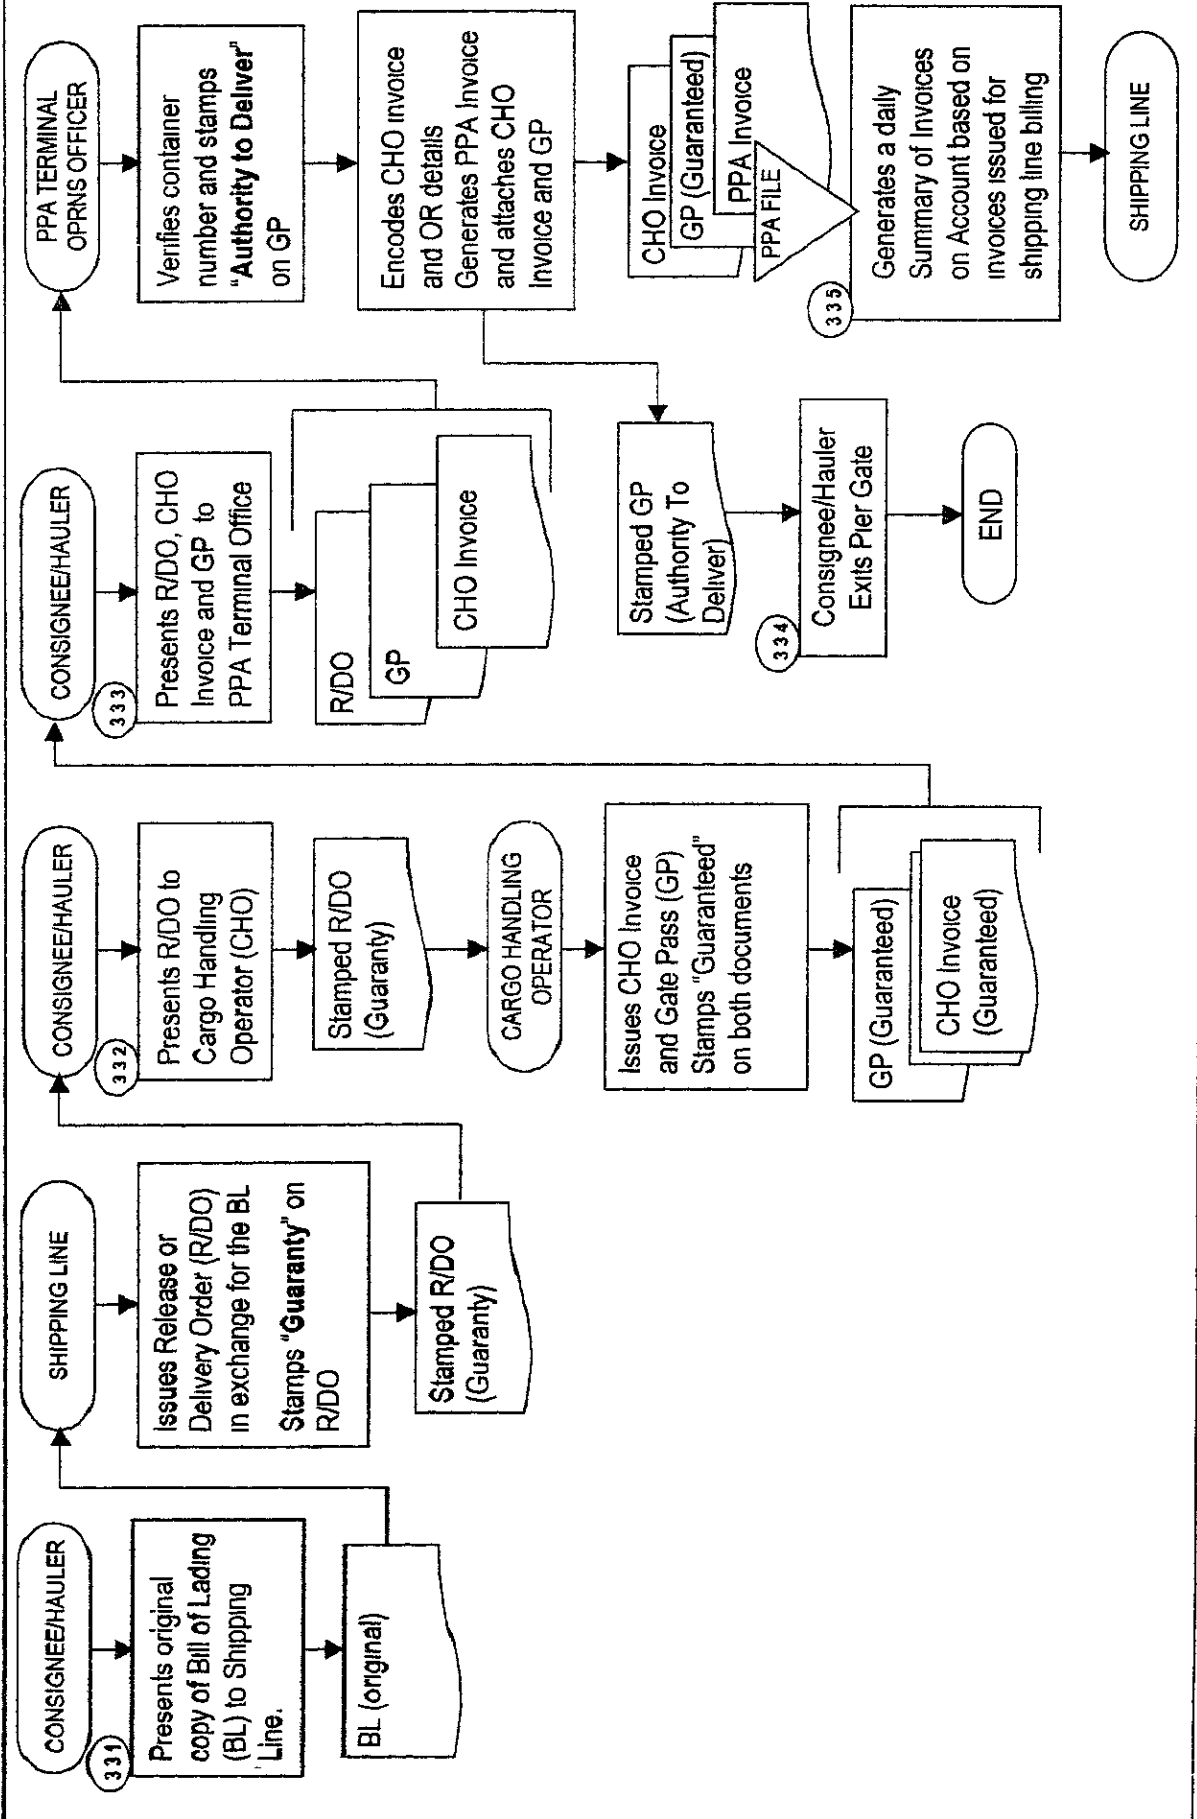 CONSIGNEE/HAULER
331
Presents original
copy of Bill of Lading
(BL) to Shipping
Line.
BL (original)
SHIPPING LINE
Issues Release or
Delivery Order (R/DO)
in exchange for the BL
Stamps "Guaranty" on
R/DO
Stamped R/DO
(Guaranty)
CONSIGNEE/HAULER
332
Presents R/DO to
Cargo Handling
Operator (CHO)
Stamped R/DO
(Guaranty)
CARGO HANDLING
OPERATOR
Issues CHO Invoice
and Gate Pass (GP)
Stamps "Guaranteed"
on both documents
GP (Guaranteed)
CHO Invoice
(Guaranteed)
CONSIGNEE/HAULER
333
Presents R/DO, CHO
Invoice and GP to
PPA Terminal Office
R/DO
GP
CHO Invoice
PPA TERMINAL
OPRNS OFFICER
Verifies container
number and stamps
"Authority to Deliver"
on GP
Encodes CHO invoice
and OR details
Generates PPA Invoice
and attaches CHO
Invoice and GP
Stamped GP
(Authority To
Deliver)
334
Consignee/Hauler
Exits Pier Gate
END
CHO Invoice
GP (Guaranteed)
PPA Invoice
PPA FILE
335
Generates a daily
Summary of Invoices
on Account based on
invoices issued for
shipping line billing
SHIPPING LINE